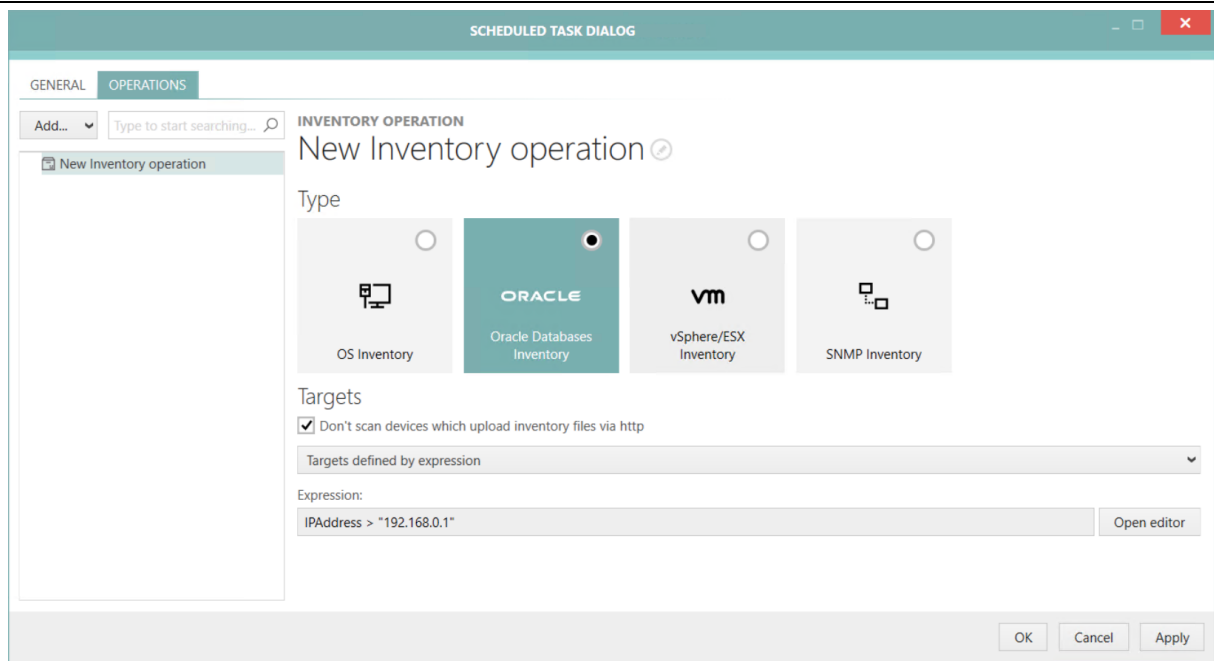 SCHEDULED TASK DIALOG
GENERAL
OPERATIONS
Add...
Type to start searching...
New Inventory operation
INVENTORY OPERATION
New Inventory operation
Type
OS Inventory
ORACLE
Oracle Databases
Inventory
vm
vSphere/ESX
Inventory
SNMP Inventory
Targets
Don't scan devices which upload inventory files via http
Targets defined by expression
Expression:
IPAddress > "192.168.0.1"
Open editor
OK
Cancel
Apply